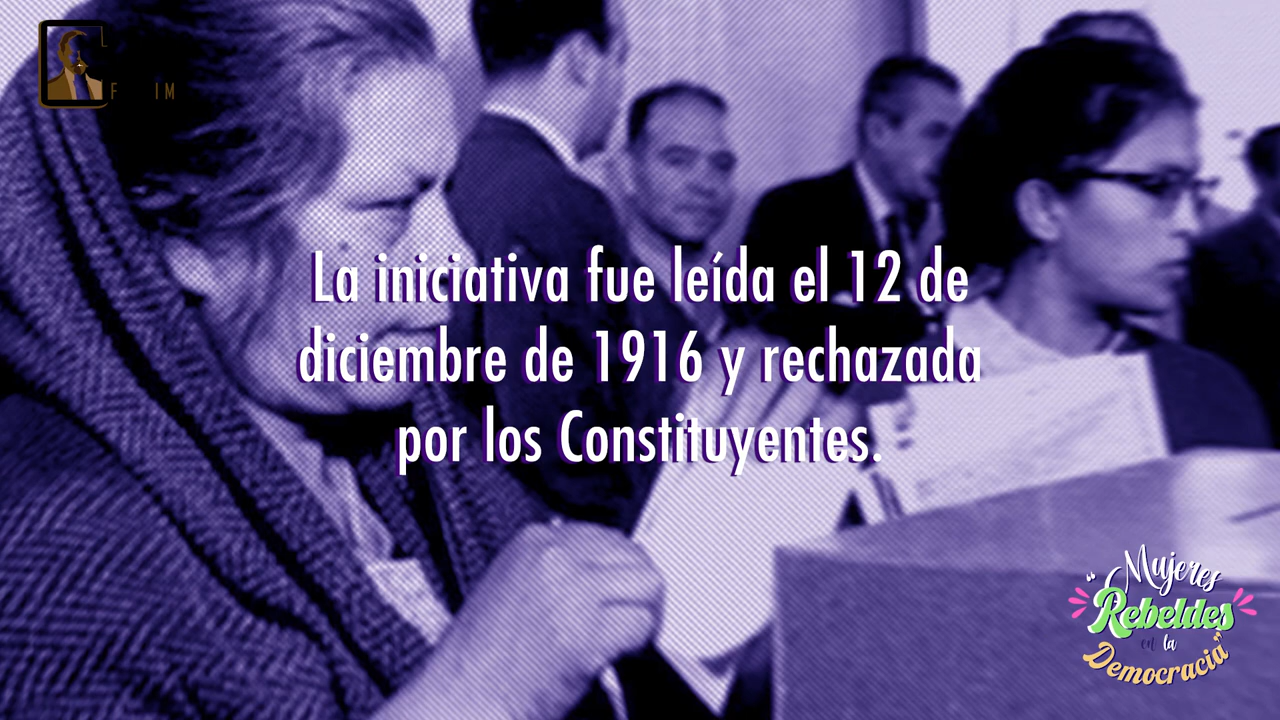 La iniciativa fue leída el 12 de
diciembre de 1916 y rechazada
por los Constituyentes.
"Mujeres
Rebeldes
en la
Democracia"